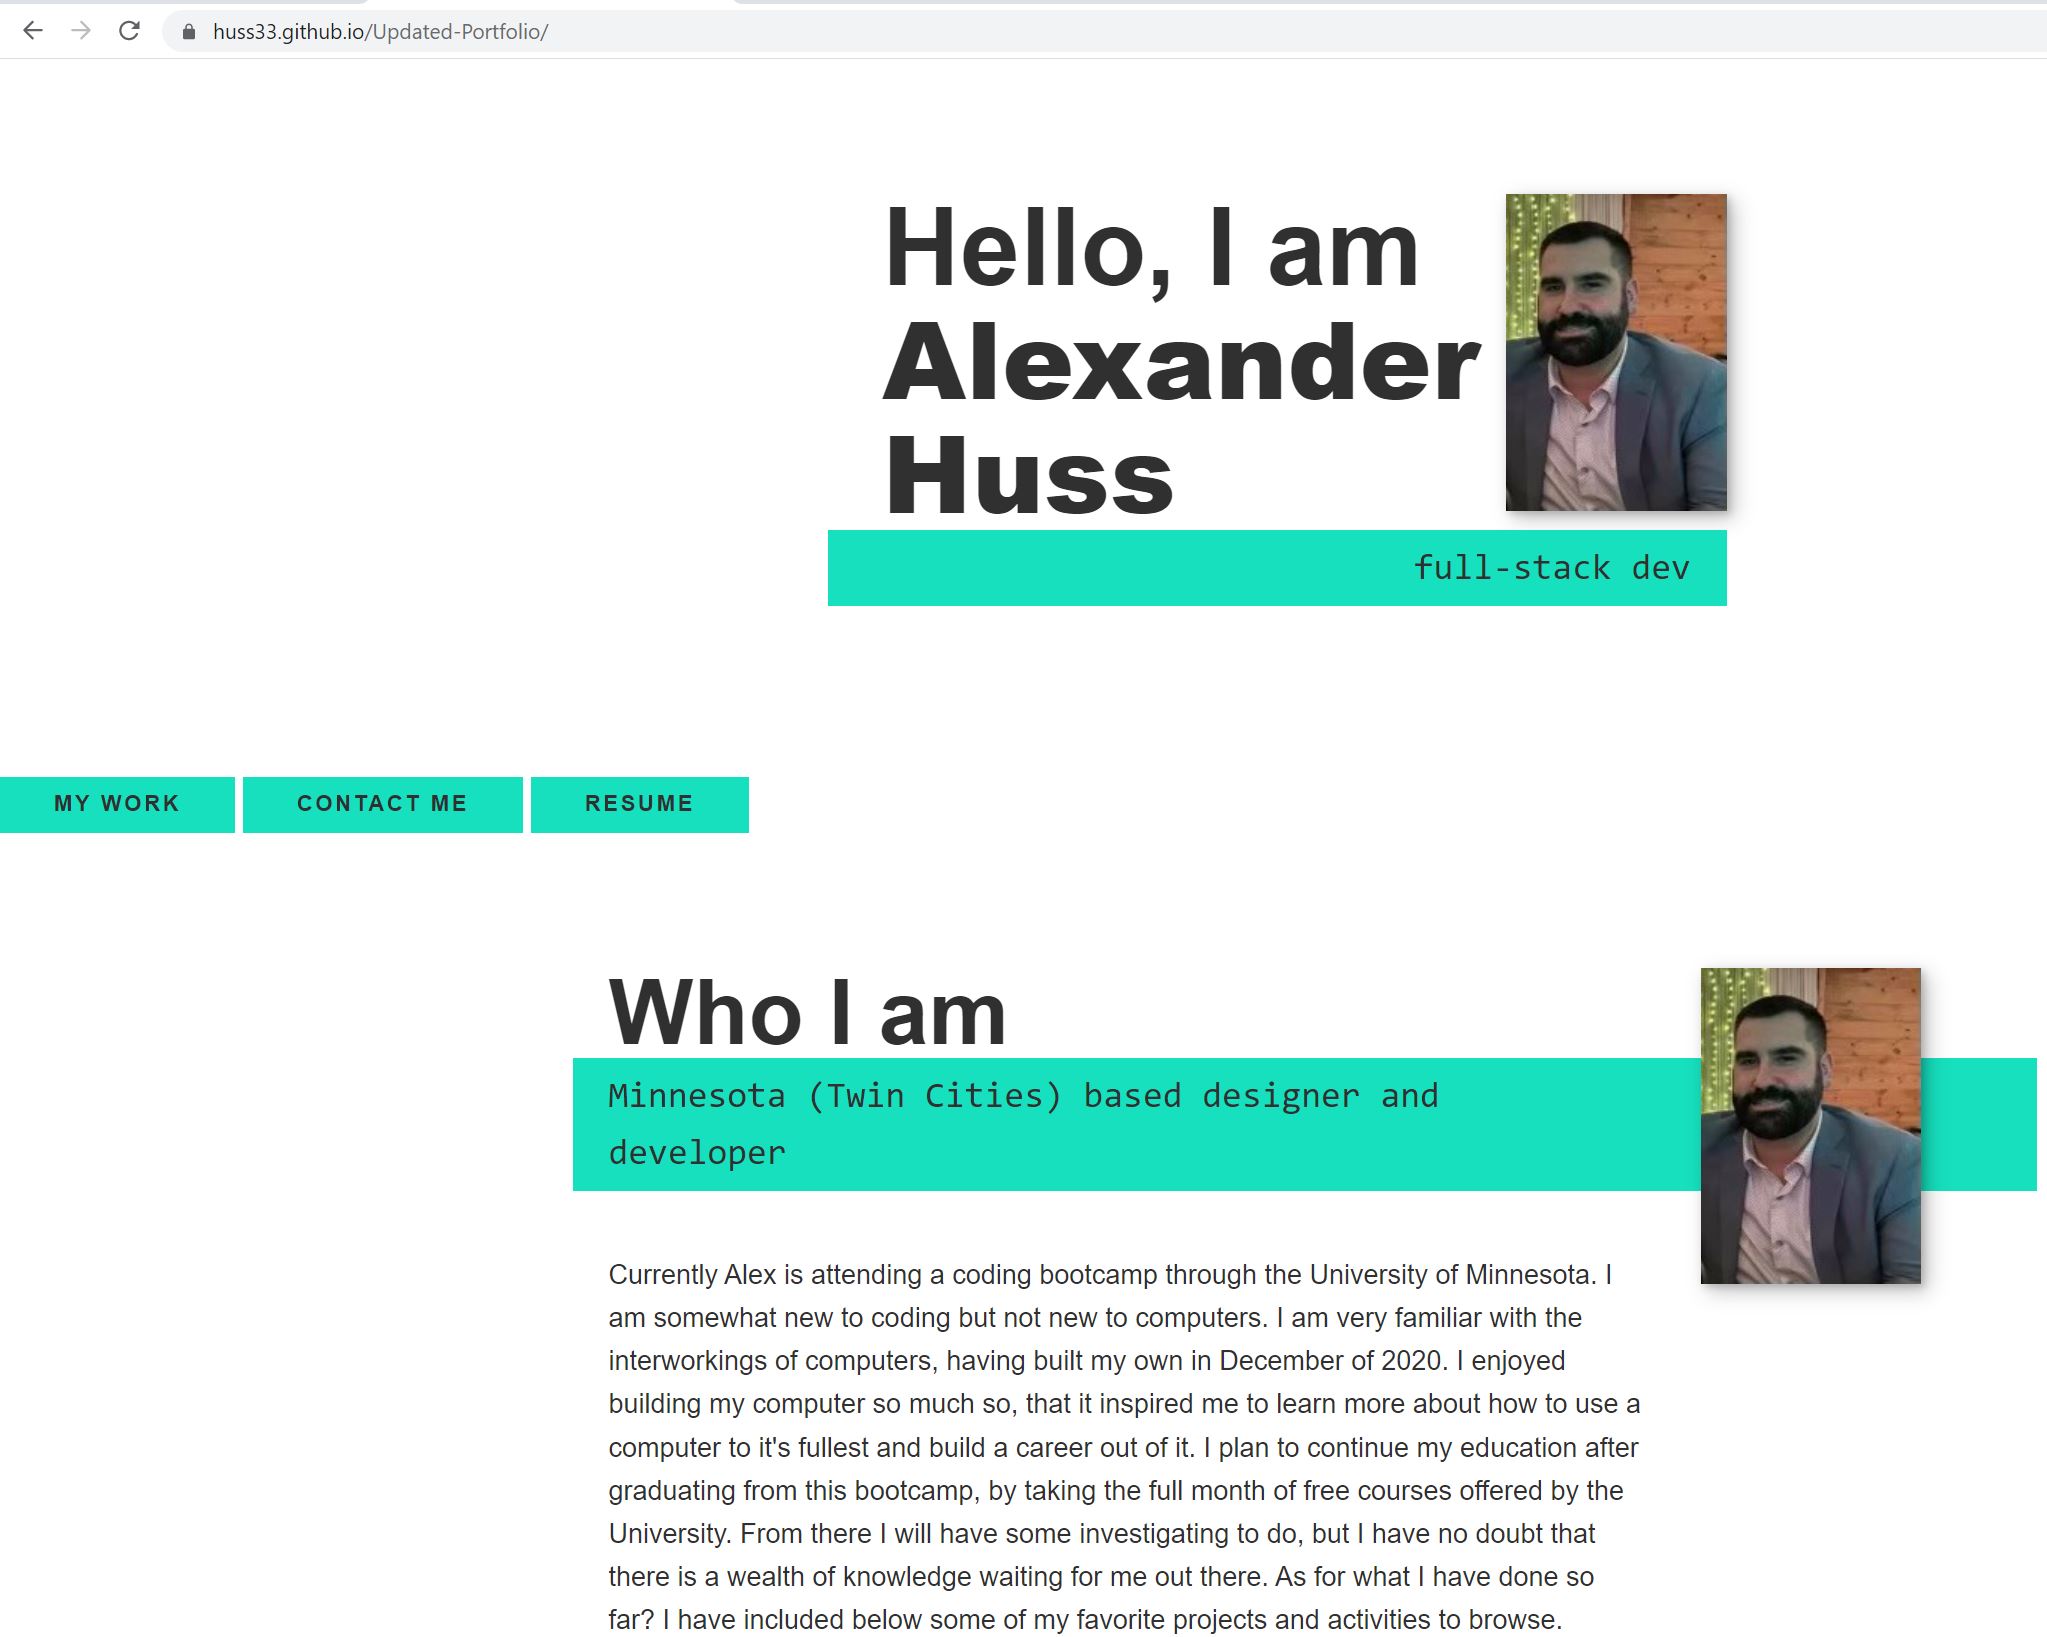 huss33.github.io/Updated-Portfolio/
Hello, I am
Alexander
Huss
full-stack dev
MY WORK
CONTACT ME
RESUME
Who I am
Minnesota (Twin Cities) based designer and
developer
Currently Alex is attending a coding bootcamp through the University of Minnesota. I
am somewhat new to coding but not new to computers. I am very familiar with the
interworkings of computers, having built my own in December of 2020. I enjoyed
building my computer so much so, that it inspired me to learn more about how to use a
computer to it's fullest and build a career out of it. I plan to continue my education after
graduating from this bootcamp, by taking the full month of free courses offered by the
University. From there I will have some investigating to do, but I have no doubt that
there is a wealth of knowledge waiting for me out there. As for what I have done so
far? I have included below some of my favorite projects and activities to browse.